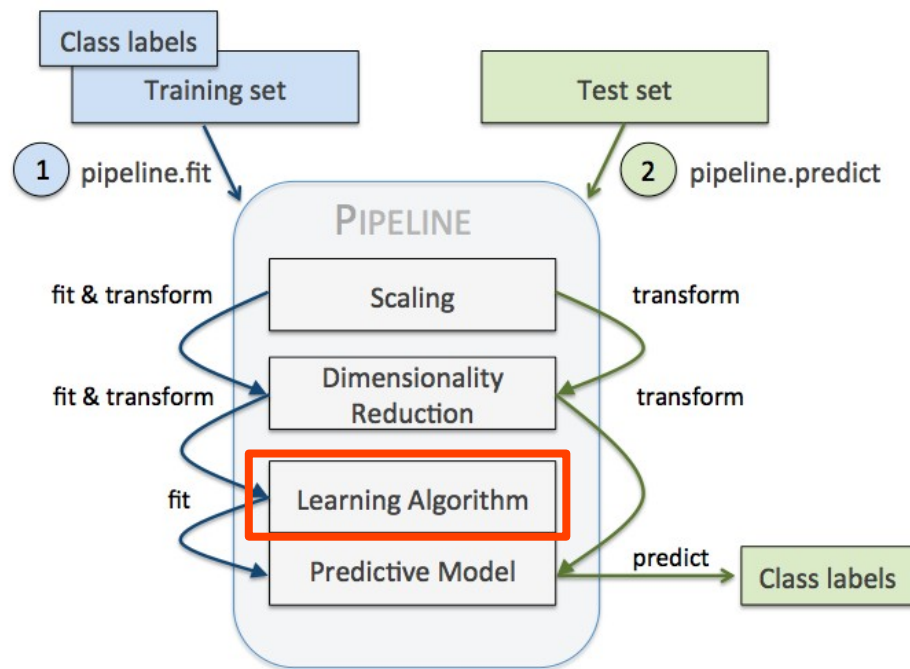 Class labels
Training set
Test set
1
pipeline.fit
2
pipeline.predict
PIPELINE
fit & transform
Scaling
transform
fit & transform
Dimensionality
Reduction
transform
fit
Learning Algorithm
Predictive Model
predict
Class labels